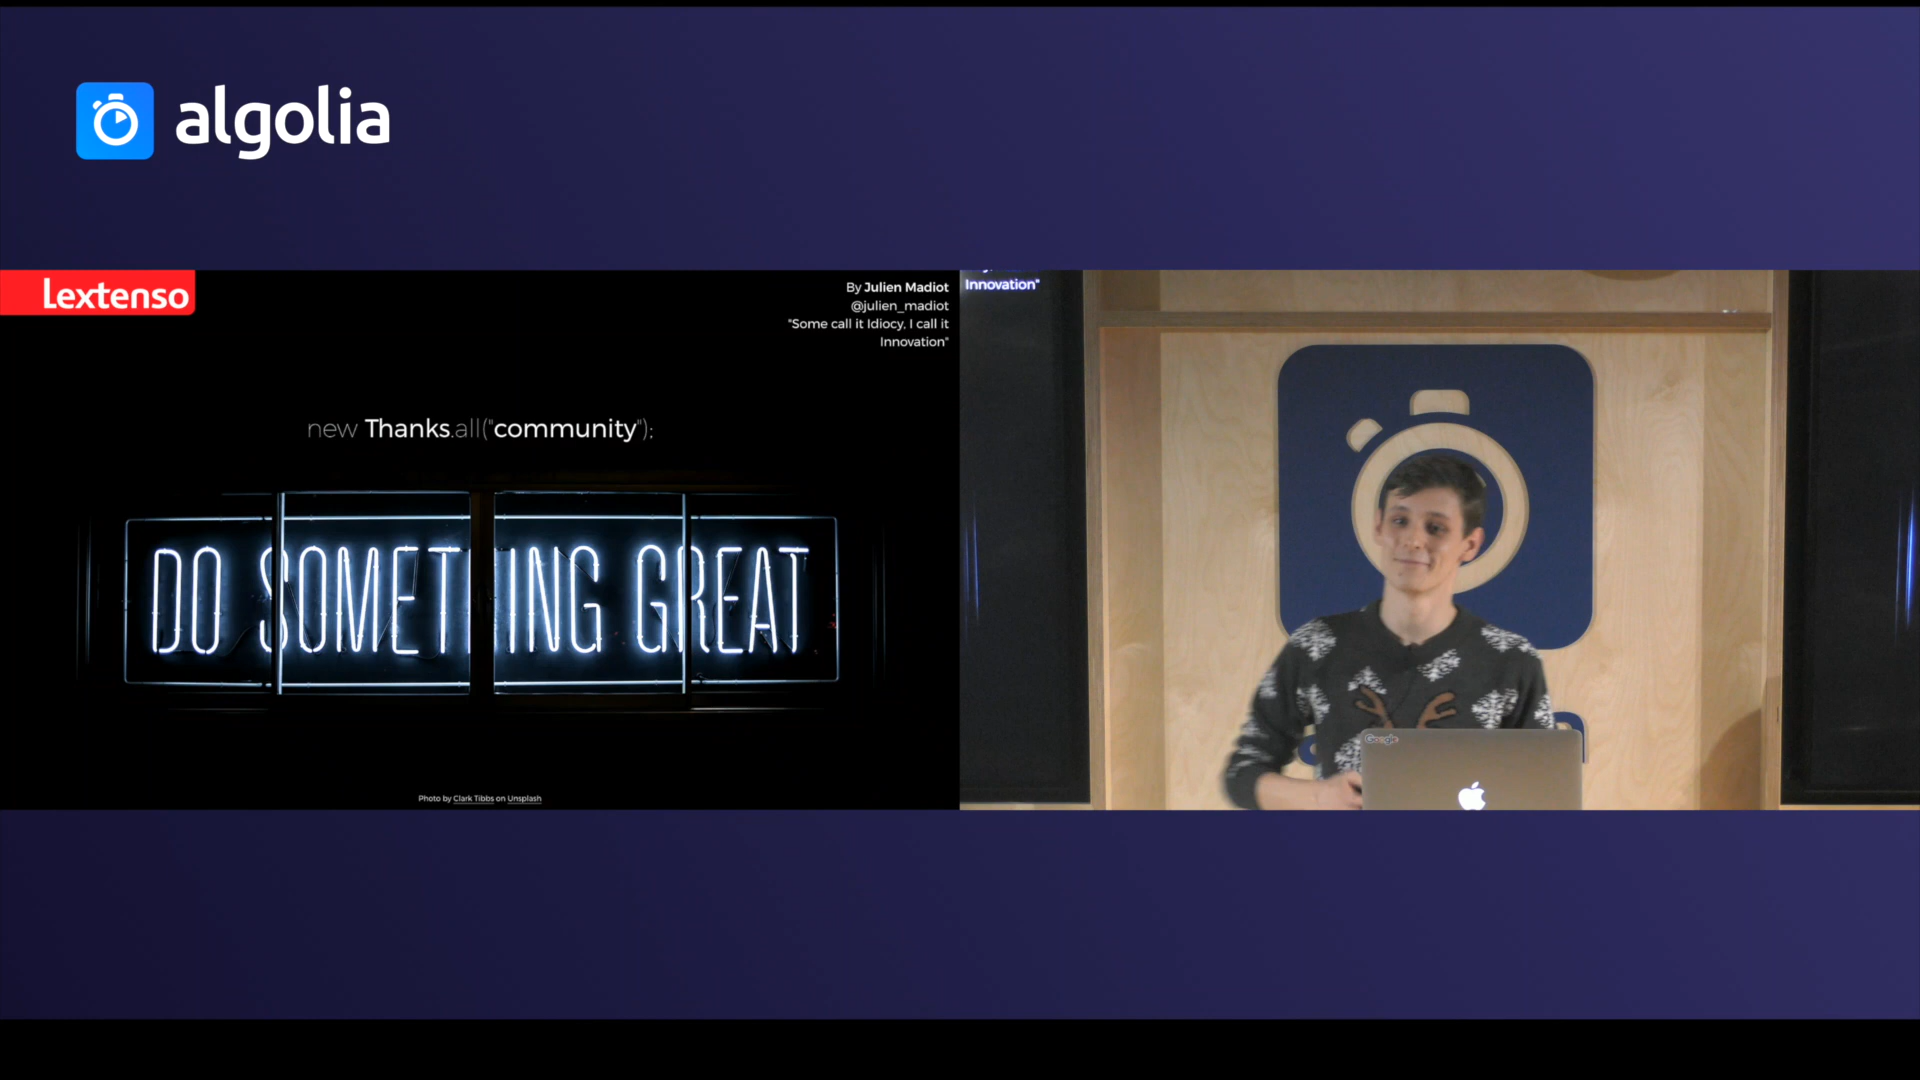 algolia
Lextenso
By Julien Madiot
@julien_madiot
"Some call it Idiocy, I call it
Innovation"
new Thanks.all("community");
DO SOMETHING GREAT
Photo by Clark Tibbs on Unsplash
Innovation"
Google